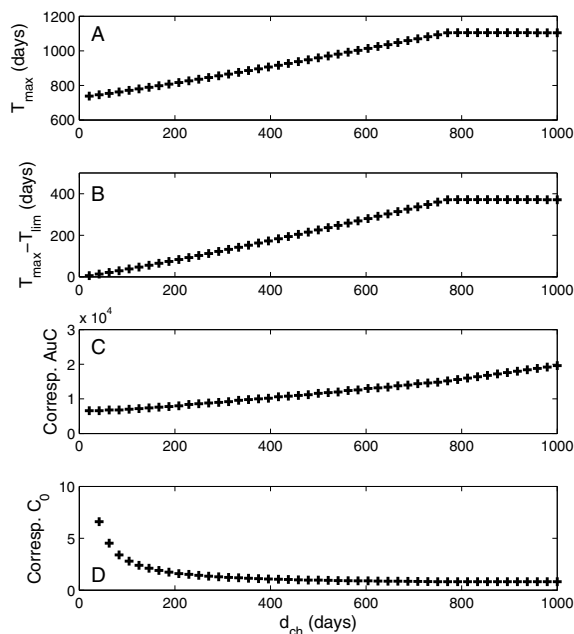 1200
1000
800
600
T_max (days)
A
0 200 400 600 800 1000
400
200
0
T_max−T_lim (days)
B
0 200 400 600 800 1000
x 10^4
3
2
1
0
Corresp. AuC
C
0 200 400 600 800 1000
10
5
0
Corresp. C_0
D
0 200 400 600 800 1000
d_ch (days)